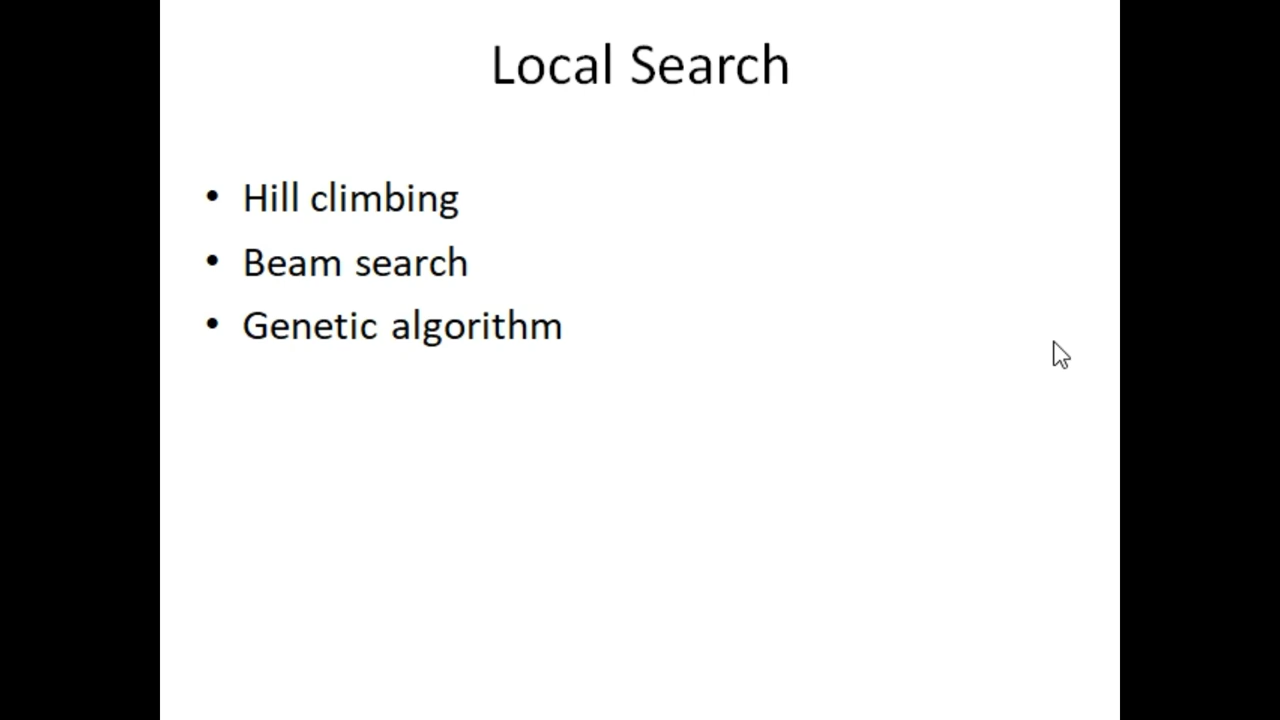 Local Search
• Hill climbing
• Beam search
• Genetic algorithm